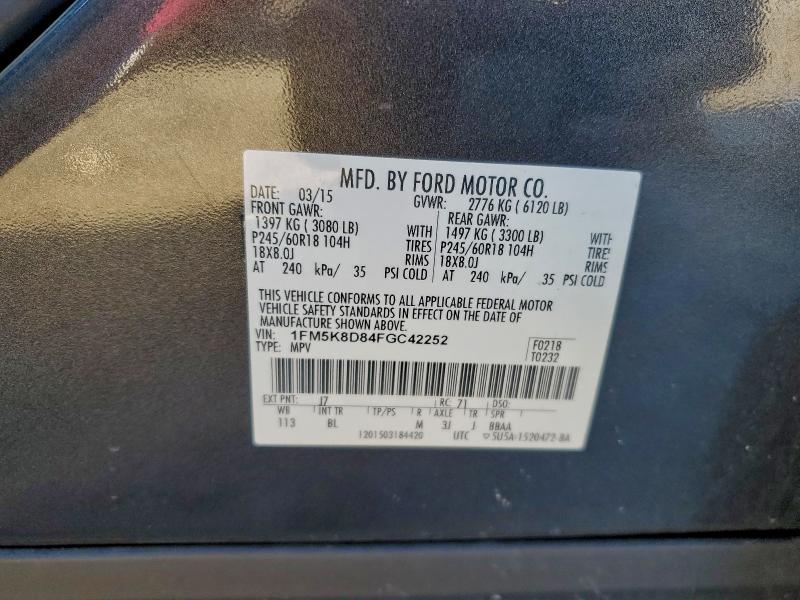 MFD. BY FORD MOTOR CO.
DATE: 03/15 GVWR: 2776 KG ( 6120 LB)
FRONT GAWR: REAR GAWR:
1397 KG ( 3080 LB) WITH 1497 KG ( 3300 LB) WITH
P245/60R18 104H TIRES P245/60R18 104H TIRE
18X8.0J RIMS 18X8.0J RIMS
AT 240 kPa/ 35 PSI COLD AT 240 kPa/ 35 PSI COLD
THIS VEHICLE CONFORMS TO ALL APPLICABLE FEDERAL MOTOR
VEHICLE SAFETY STANDARDS IN EFFECT ON THE DATE OF
MANUFACTURE SHOWN ABOVE.
VIN: 1FM5K8D84FGC42252 F0218
TYPE: MPV T0232
EXT PNT: J7 RC: 71 DSO:
WB INT TR TP/PS R AXLE TR SPR
113 BL M 3J J BBAA
1201503184420 UTC ▽5U5A-1520472-BA